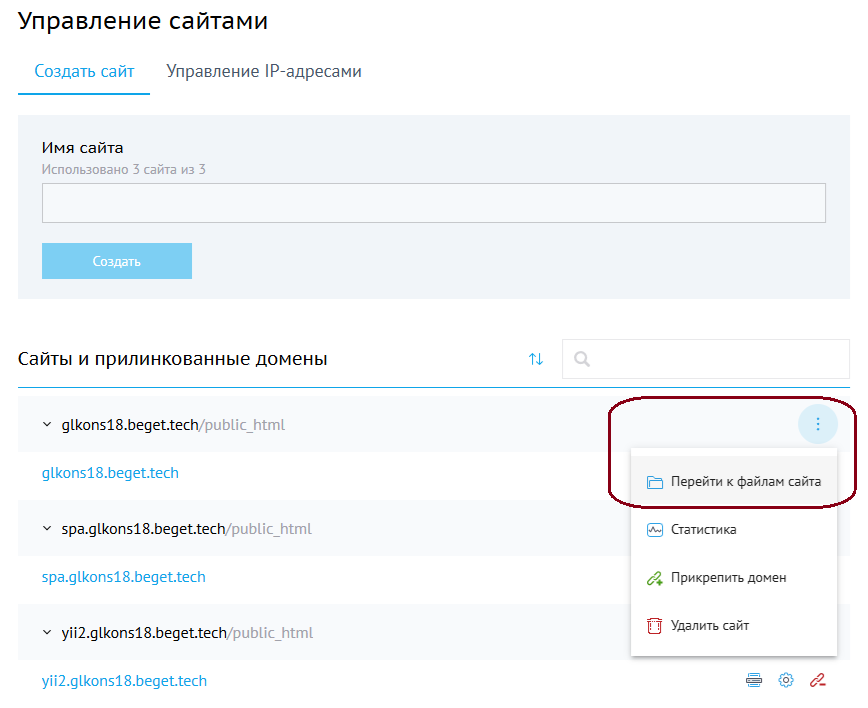 Управление сайтами
Создать сайт Управление IP-адресами
Имя сайта
Использовано 3 сайта из 3
Создать
Сайты и прилинкованные домены
glkons18.beget.tech/public_html
glkons18.beget.tech
Перейти к файлам сайта
spa.glkons18.beget.tech/public_html
Статистика
spa.glkons18.beget.tech
Прикрепить домен
yii2.glkons18.beget.tech/public_html
Удалить сайт
yii2.glkons18.beget.tech